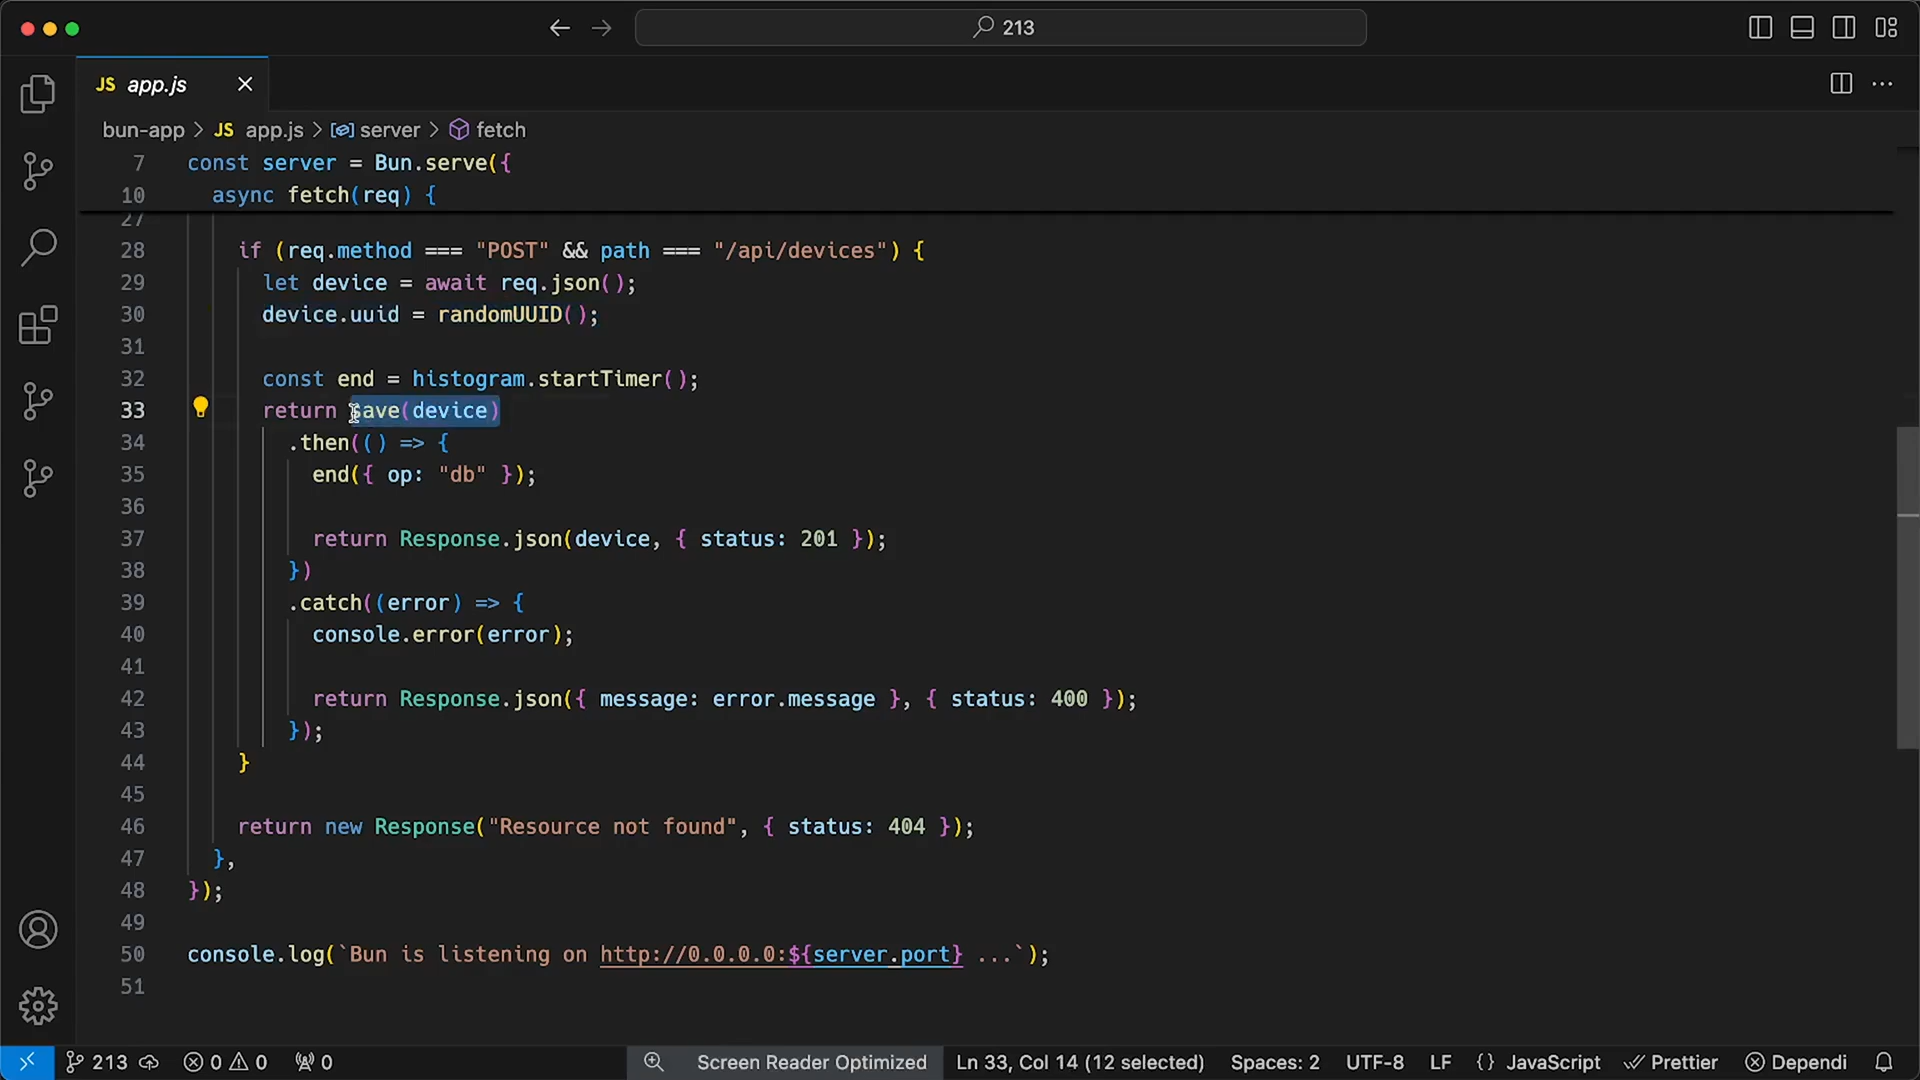 213
JS app.js
bun-app > JS app.js > server > fetch
7 const server = Bun.serve({
10 async fetch(req) {
27
28 if (req.method === "POST" && path === "/api/devices") {
29 let device = await req.json();
30 device.uuid = randomUUID();
31
32 const end = histogram.startTimer();
33 return save(device)
34 .then(() => {
35 end({ op: "db" });
36
37 return Response.json(device, { status: 201 });
38 })
39 .catch((error) => {
40 console.error(error);
41
42 return Response.json({ message: error.message }, { status: 400 });
43 });
44 }
45
46 return new Response("Resource not found", { status: 404 });
47 },
48 });
49
50 console.log(`Bun is listening on http://0.0.0.0:${server.port} ...`);
51
213 0 0 0 Screen Reader Optimized Ln 33, Col 14 (12 selected) Spaces: 2 UTF-8 LF {} JavaScript Prettier Dependi